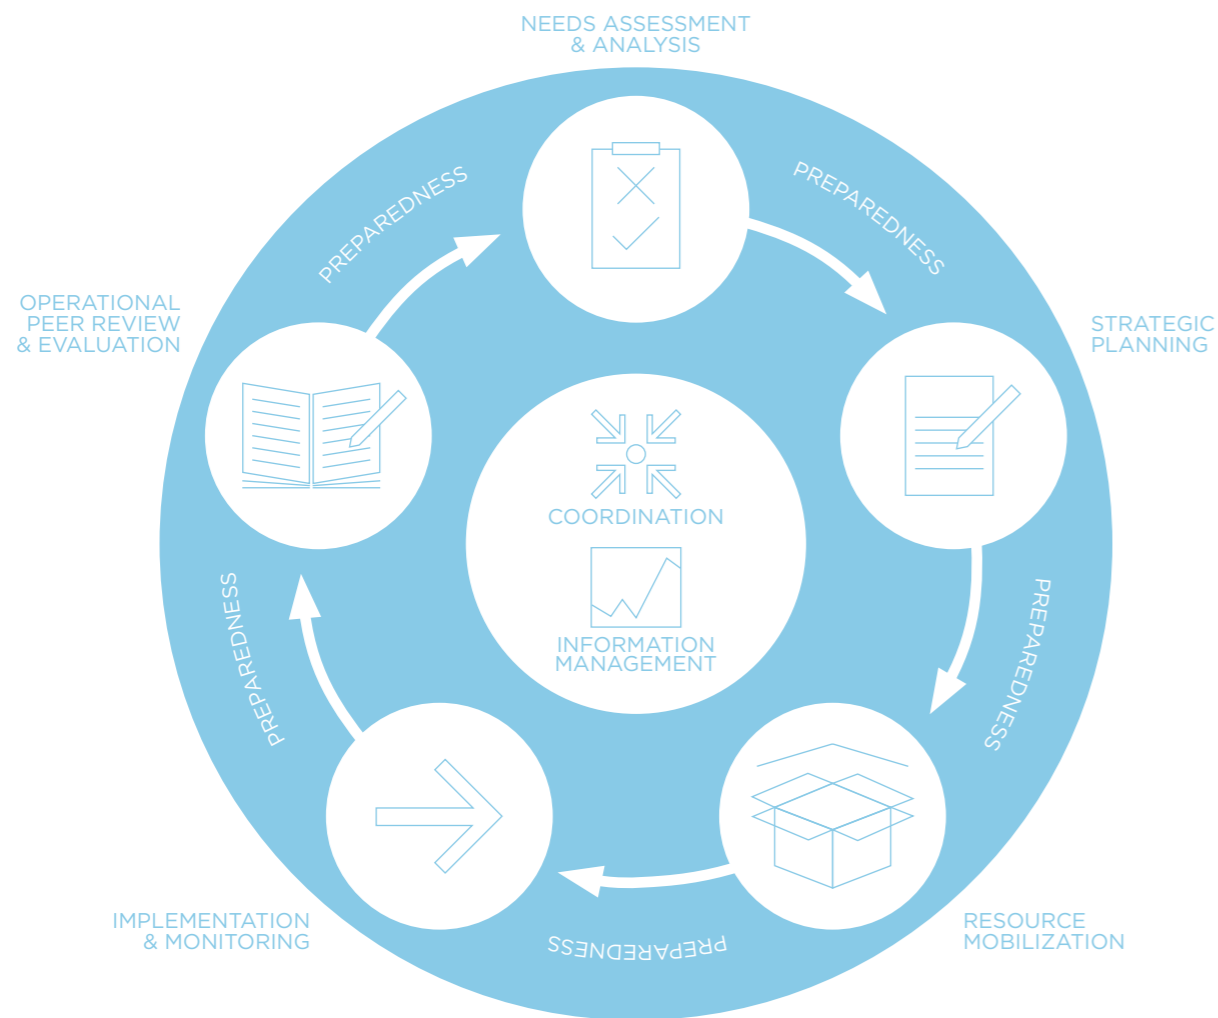 NEEDS ASSESSMENT
& ANALYSIS
PREPAREDNESS
PREPAREDNESS
OPERATIONAL
PEER REVIEW
& EVALUATION
STRATEGIC
PLANNING
COORDINATION
INFORMATION
MANAGEMENT
PREPAREDNESS
PREPAREDNESS
IMPLEMENTATION
& MONITORING
RESOURCE
MOBILIZATION
PREPAREDNESS